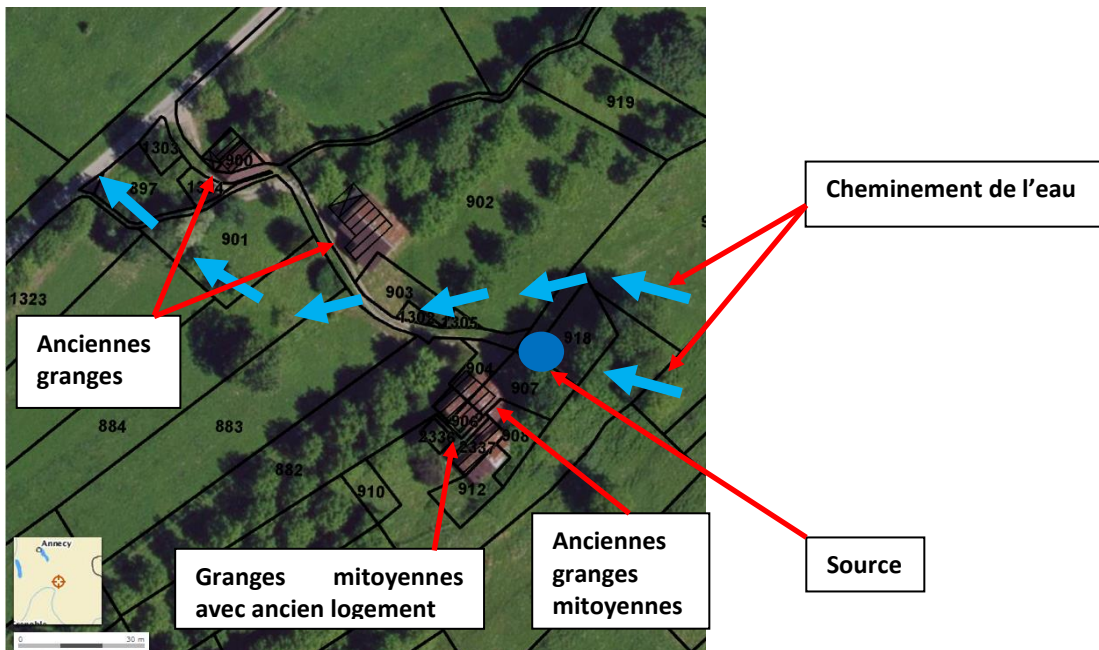 919
1303
900
397
902
901
903
1323
1302 1305
918
904
907
884
883
906
2336
908
2337
882
910
912
Cheminement de l’eau
Anciennes
granges
Granges mitoyennes
avec ancien logement
Anciennes
granges
mitoyennes
Source
Annecy
0 30 m